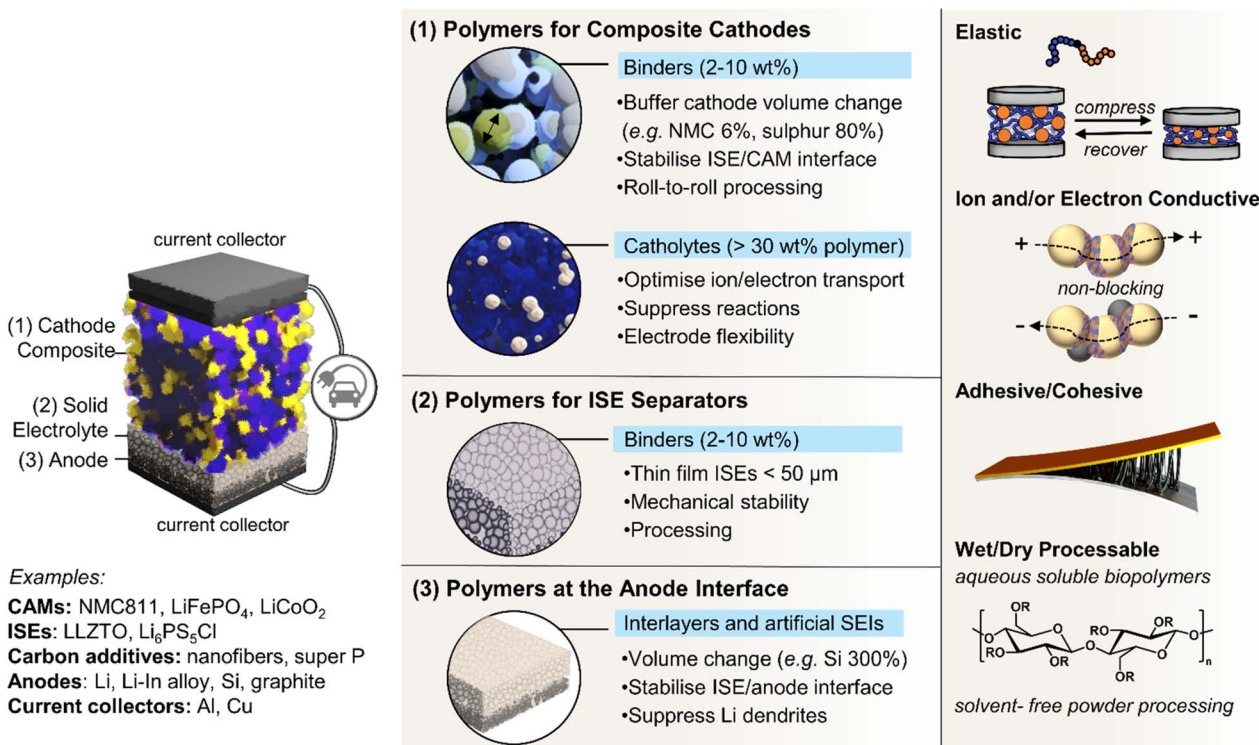 current collector
(1) Cathode
Composite
(2) Solid
Electrolyte
(3) Anode
current collector
Examples:
CAMs: NMC811, LiFePO₄, LiCoO₂
ISEs: LLZTO, Li₆PS₅Cl
Carbon additives: nanofibers, super P
Anodes: Li, Li-In alloy, Si, graphite
Current collectors: Al, Cu
(1) Polymers for Composite Cathodes
Binders (2-10 wt%)
•Buffer cathode volume change
(e.g. NMC 6%, sulphur 80%)
•Stabilise ISE/CAM interface
•Roll-to-roll processing
Catholytes (> 30 wt% polymer)
•Optimise ion/electron transport
•Suppress reactions
•Electrode flexibility
(2) Polymers for ISE Separators
Binders (2-10 wt%)
•Thin film ISEs < 50 μm
•Mechanical stability
•Processing
(3) Polymers at the Anode Interface
Interlayers and artificial SEIs
•Volume change (e.g. Si 300%)
•Stabilise ISE/anode interface
•Suppress Li dendrites
Elastic
compress
recover
Ion and/or Electron Conductive
+ +
non-blocking
- -
Adhesive/Cohesive
Wet/Dry Processable
aqueous soluble biopolymers
OR OR
O RO O
O O
RO O
OR OR n
solvent- free powder processing